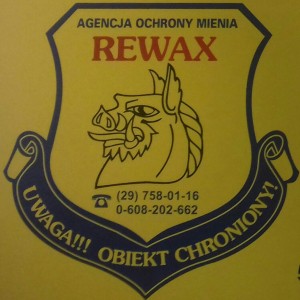 AGENCJA OCHRONY MIENIA
REWAX
☎ (29) 758-01-16
0-608-202-662
UWAGA!!! OBIEKT CHRONIONY!